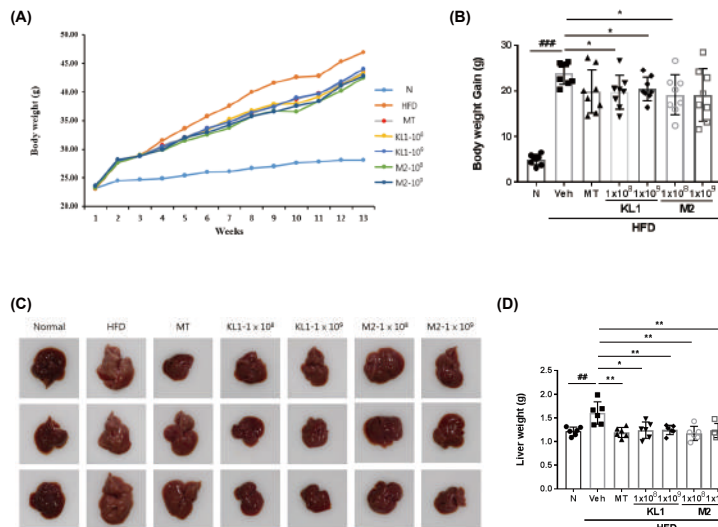 (A)
50.00
45.00
40.00
35.00
30.00
25.00
20.00
Body weight (g)
1 2 3 4 5 6 7 8 9 10 11 12 13
Weeks
N
HFD
MT
KL1-10⁸
KL1-10⁹
M2-10⁸
M2-10⁹
(B)
*
*
### *
30
20
10
0
Body weight Gain (g)
N Veh MT 1x10⁸ 1x10⁹ 1x10⁸ 1x10⁹
KL1 M2
HFD
(C)
Normal HFD MT KL1-1 x 10⁸ KL1-1 x 10⁹ M2-1 x 10⁸ M2-1 x 10⁹
(D)
**
**
**
*
## **
2.5
2.0
1.5
1.0
0.5
0.0
Liver weight (g)
N Veh MT 1x10⁸ 1x10⁹ 1x10⁸ 1x1
KL1 M2
HFD